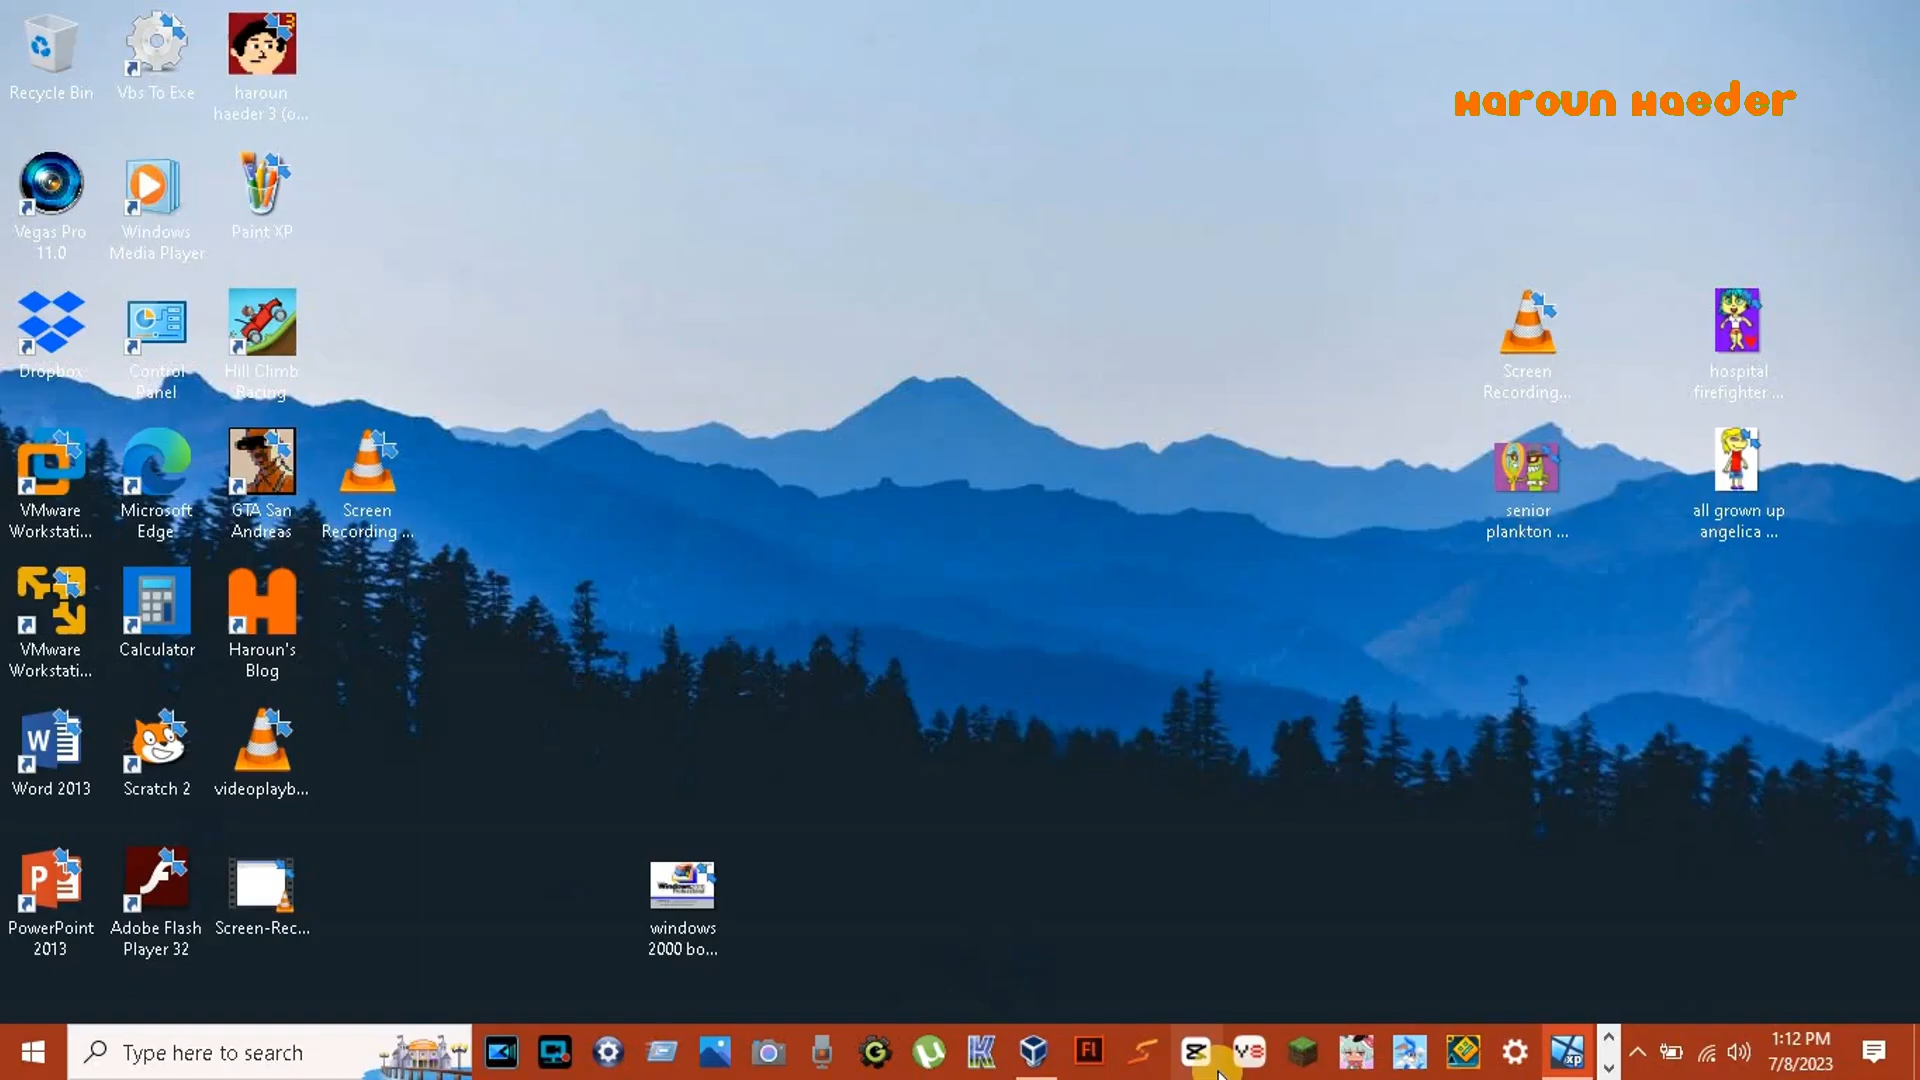 Haroun Haeder
Recycle Bin
Vbs To Exe
haroun
haeder 3 (o...
Vegas Pro
11.0
Windows
Media Player
Paint XP
Dropbox
Control
Panel
Hill Climb
Racing
Screen
Recording...
hospital
firefighter ...
VMware
Workstati...
Microsoft
Edge
GTA San
Andreas
Screen
Recording ...
senior
plankton ...
all grown up
angelica ...
VMware
Workstati...
Calculator
Haroun's
Blog
Word 2013
Scratch 2
videoplayb...
PowerPoint
2013
Adobe Flash
Player 32
Screen-Rec...
windows
2000 bo...
Type here to search
1:12 PM
7/8/2023